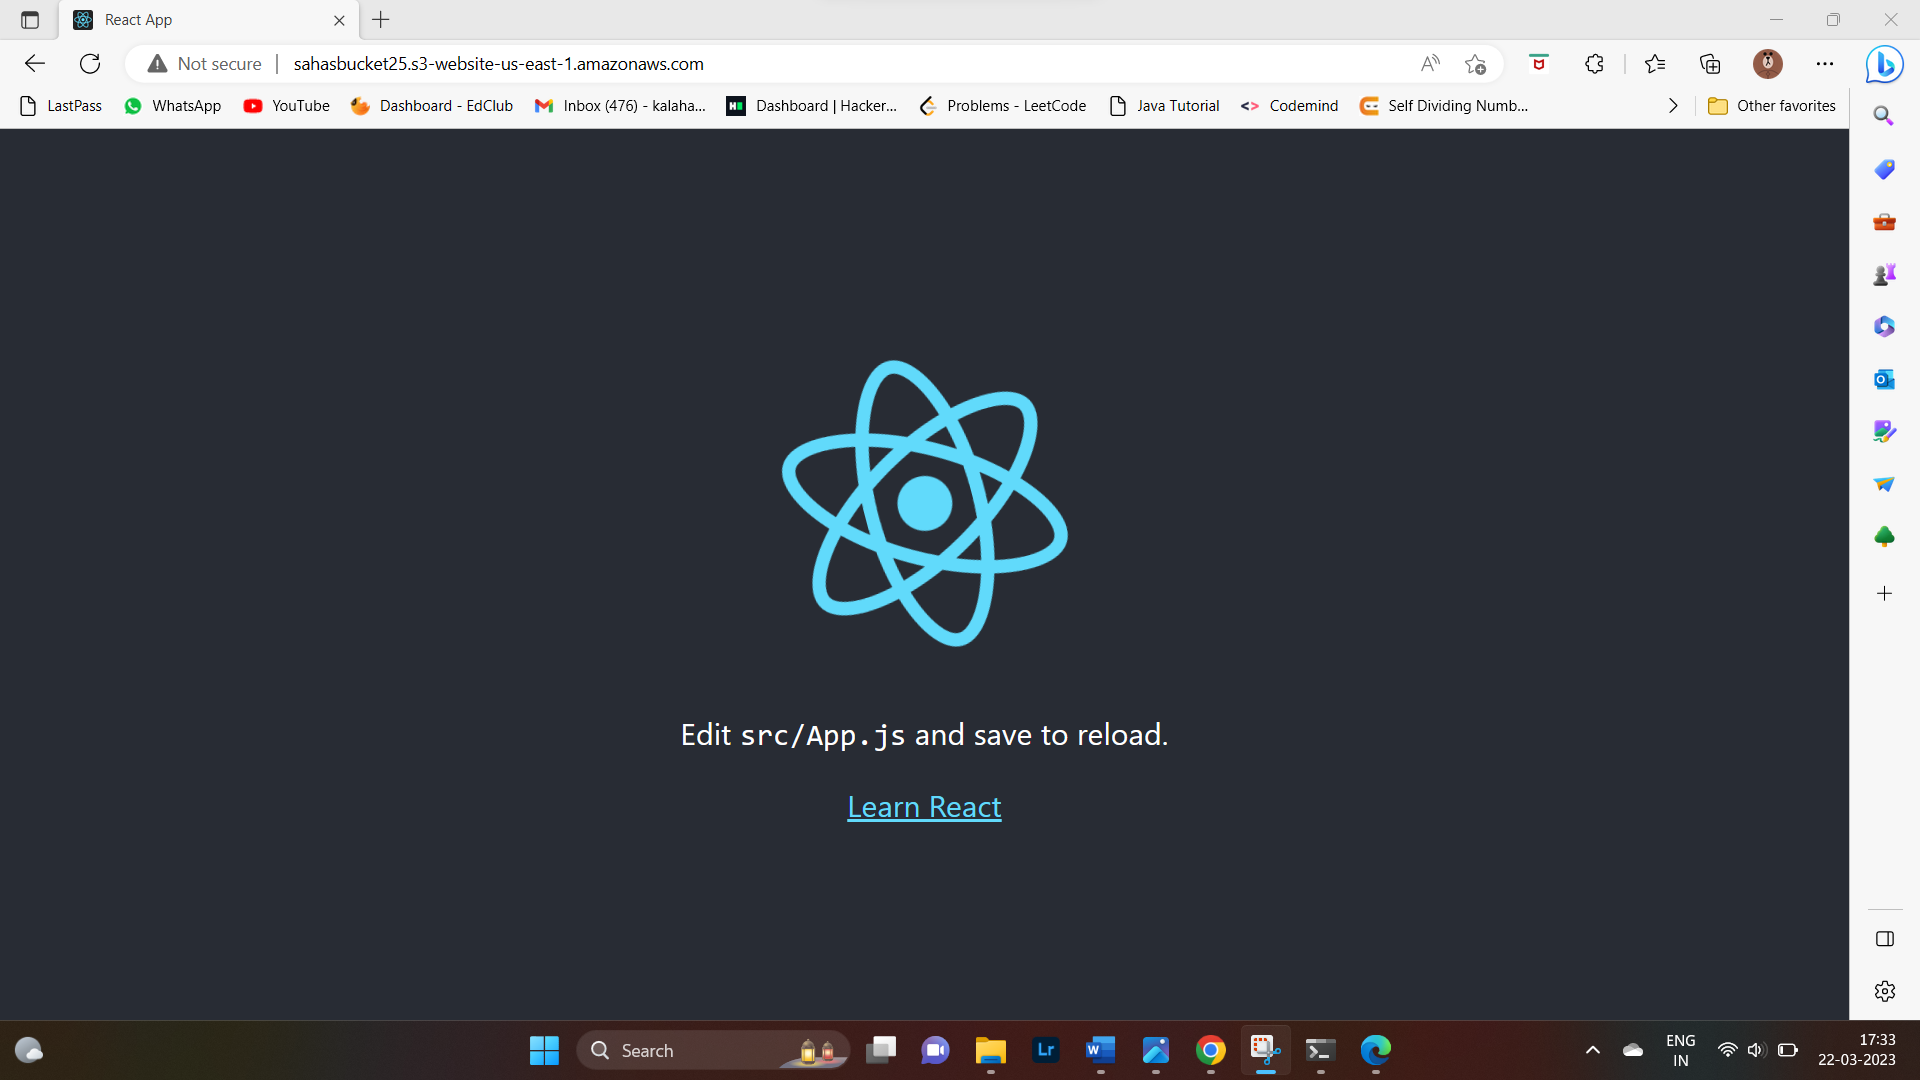 React App
Not secure
sahasbucket25.s3-website-us-east-1.amazonaws.com
LastPass WhatsApp YouTube Dashboard - EdClub Inbox (476) - kalaha... Dashboard | Hacker... Problems - LeetCode Java Tutorial Codemind Self Dividing Numb... Other favorites
Edit src/App.js and save to reload.
Learn React
Search
Lr
W
ENG
IN
17:33
22-03-2023